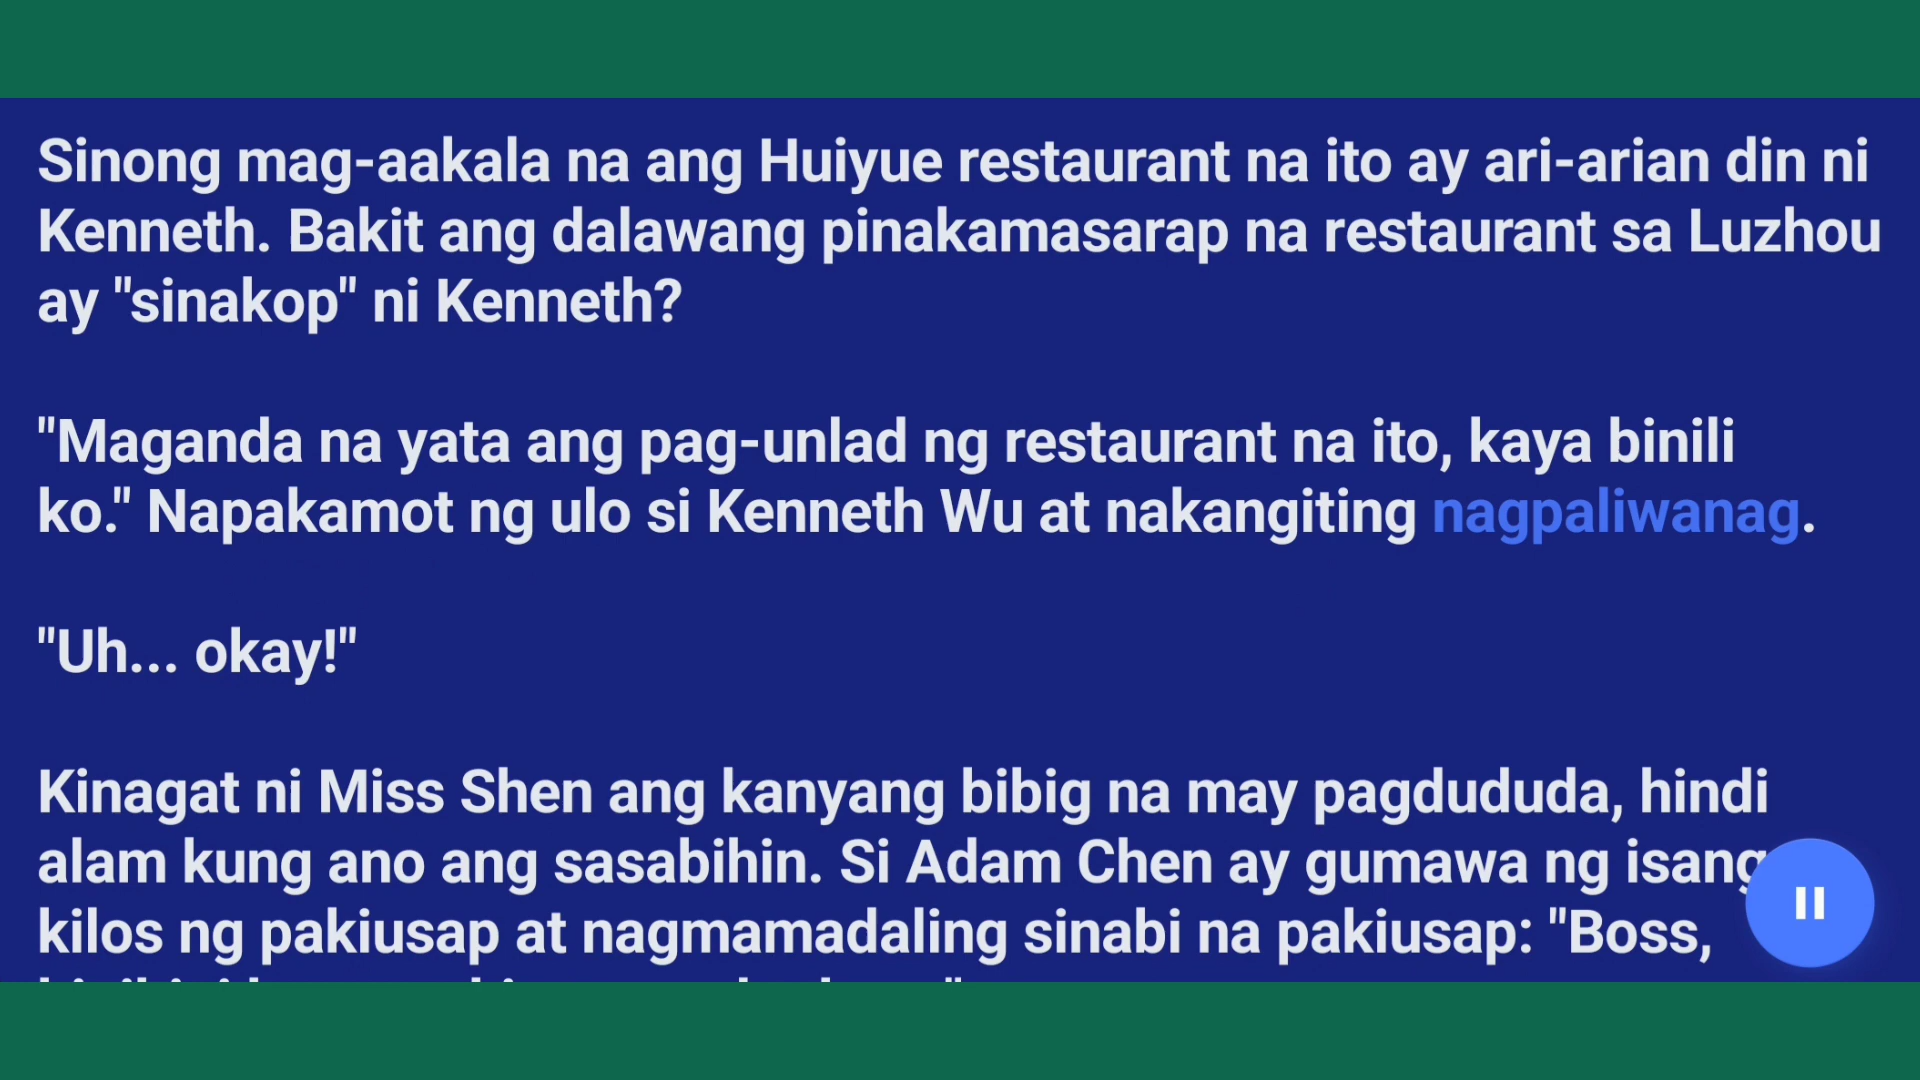 Sinong mag-aakala na ang Huiyue restaurant na ito ay ari-arian din ni
Kenneth. Bakit ang dalawang pinakamasarap na restaurant sa Luzhou
ay "sinakop" ni Kenneth?
"Maganda na yata ang pag-unlad ng restaurant na ito, kaya binili
ko." Napakamot ng ulo si Kenneth Wu at nakangiting nagpaliwanag.
"Uh... okay!"
Kinagat ni Miss Shen ang kanyang bibig na may pagdududa, hindi
alam kung ano ang sasabihin. Si Adam Chen ay gumawa ng isang
kilos ng pakiusap at nagmamadaling sinabi na pakiusap: "Boss,